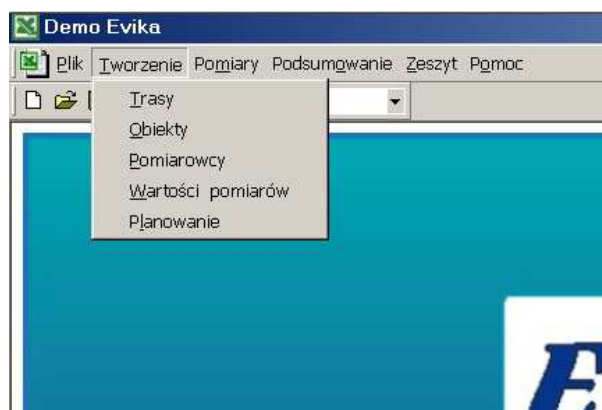 Demo Evika
Plik Tworzenie Pomiary Podsumowanie Zeszyt Pomoc
Trasy
Obiekty
Pomiarowcy
Wartości pomiarów
Planowanie
E